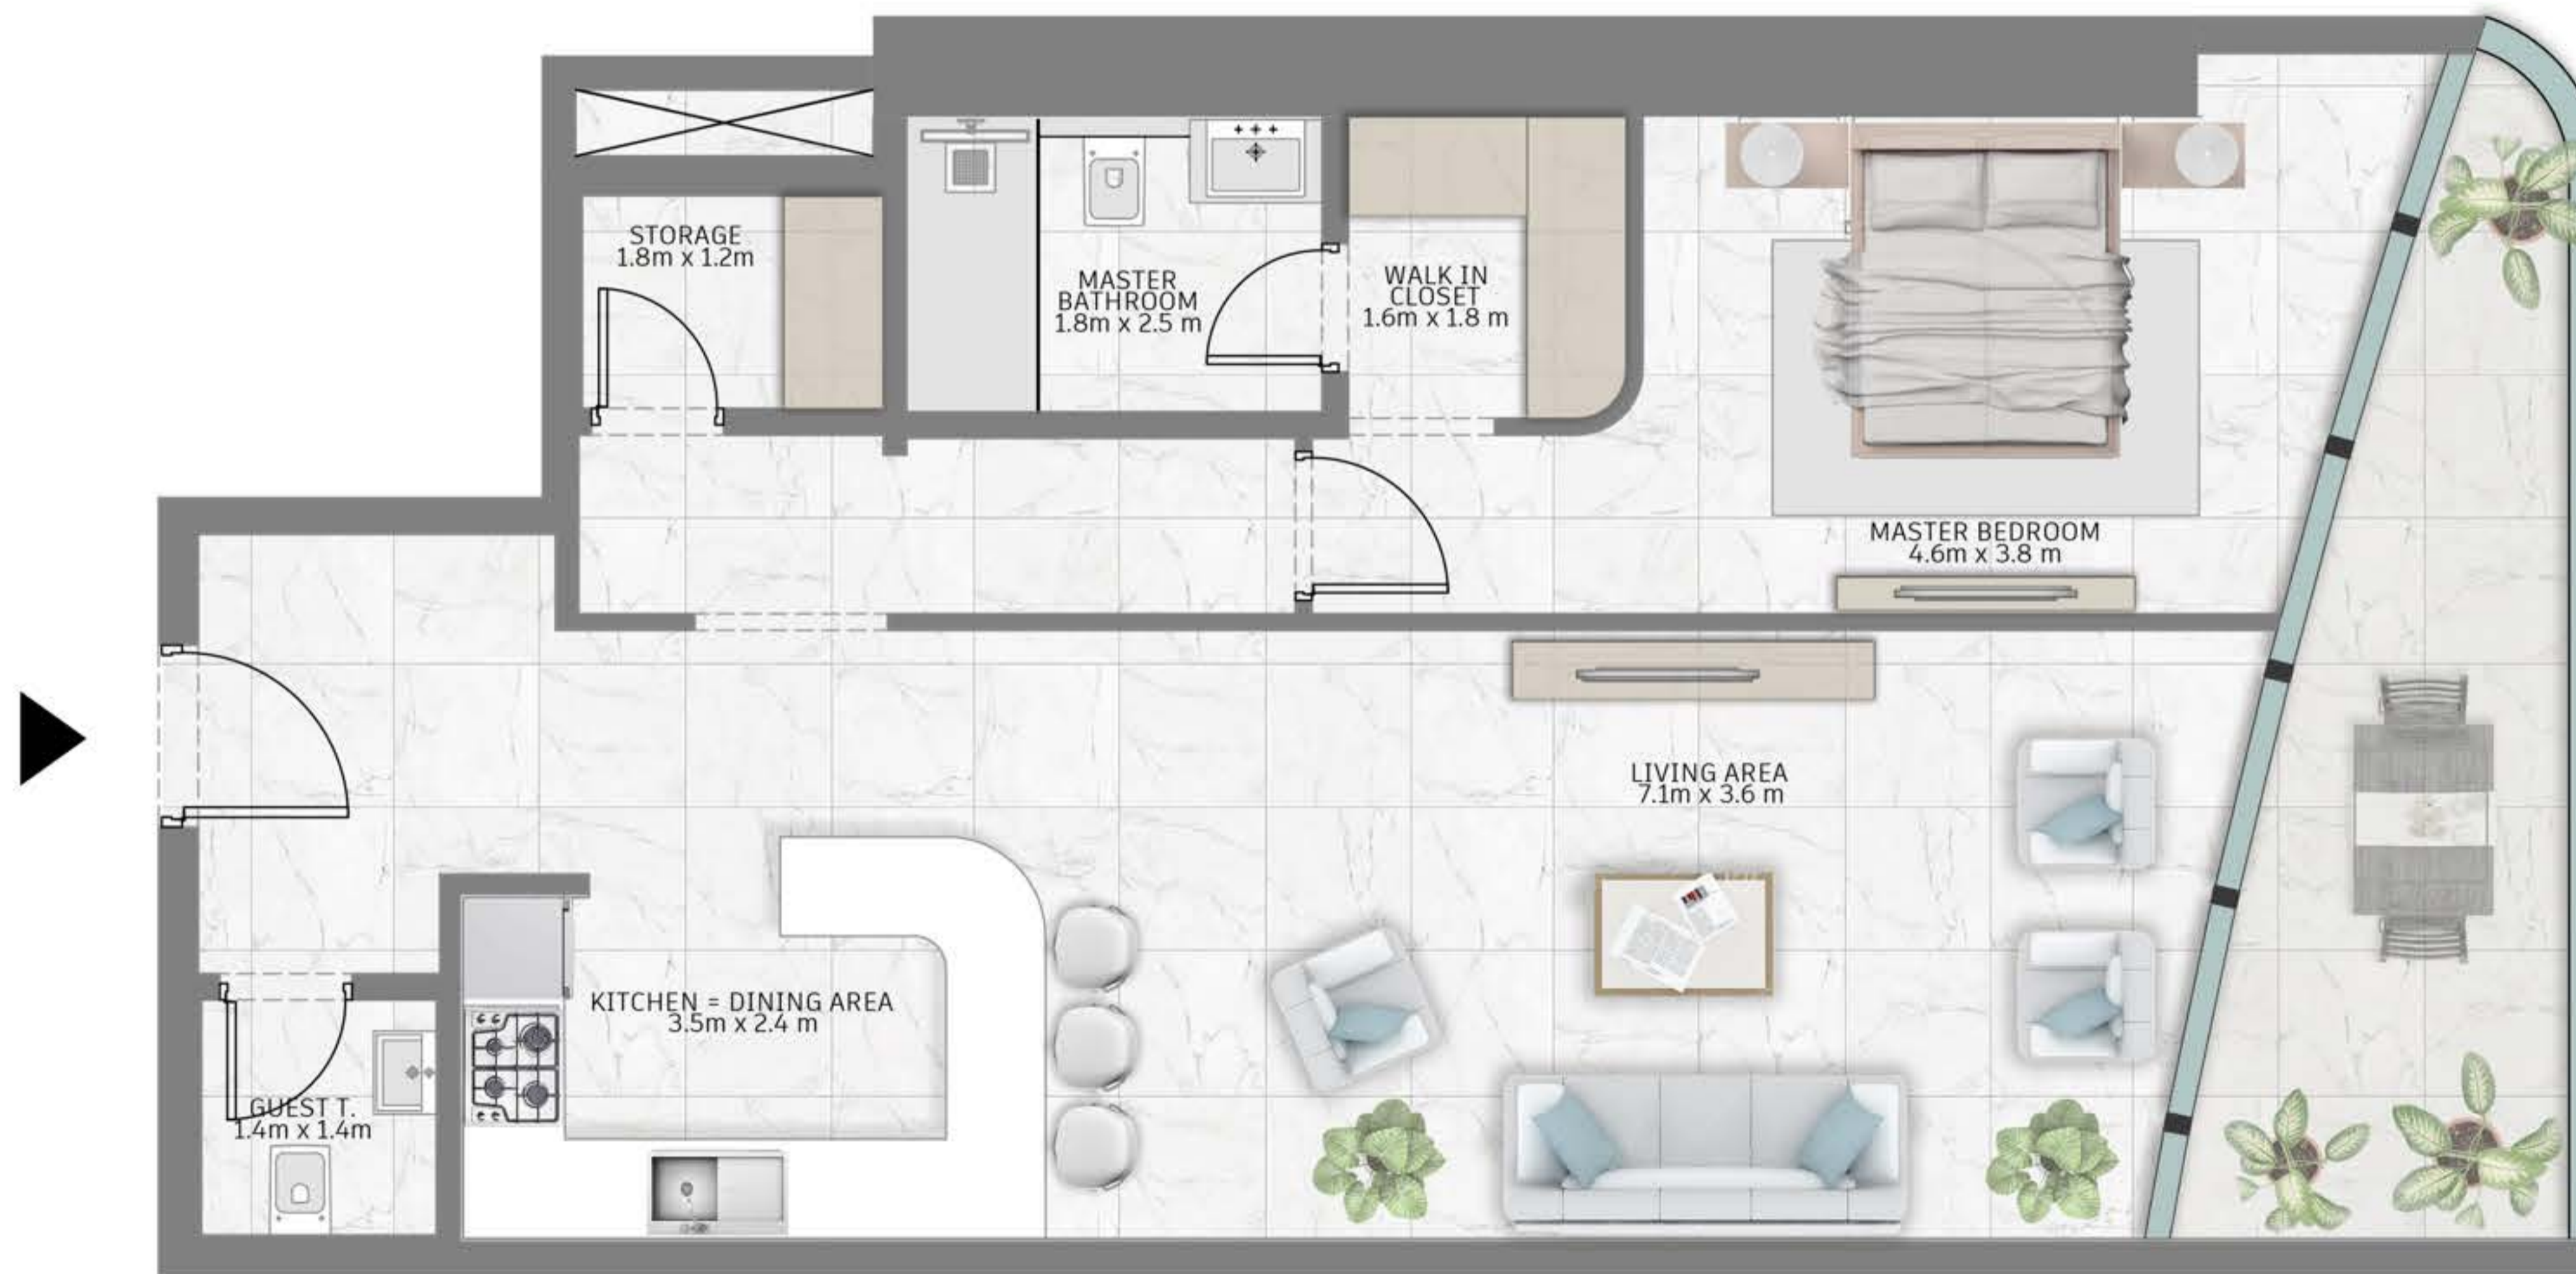 STORAGE
1.8m x 1.2m
MASTER
BATHROOM
1.8m x 2.5 m
WALK IN
CLOSET
1.6m x 1.8 m
MASTER BEDROOM
4.6m x 3.8 m
LIVING AREA
7.1m x 3.6 m
KITCHEN = DINING AREA
3.5m x 2.4 m
GUEST T.
1.4m x 1.4m